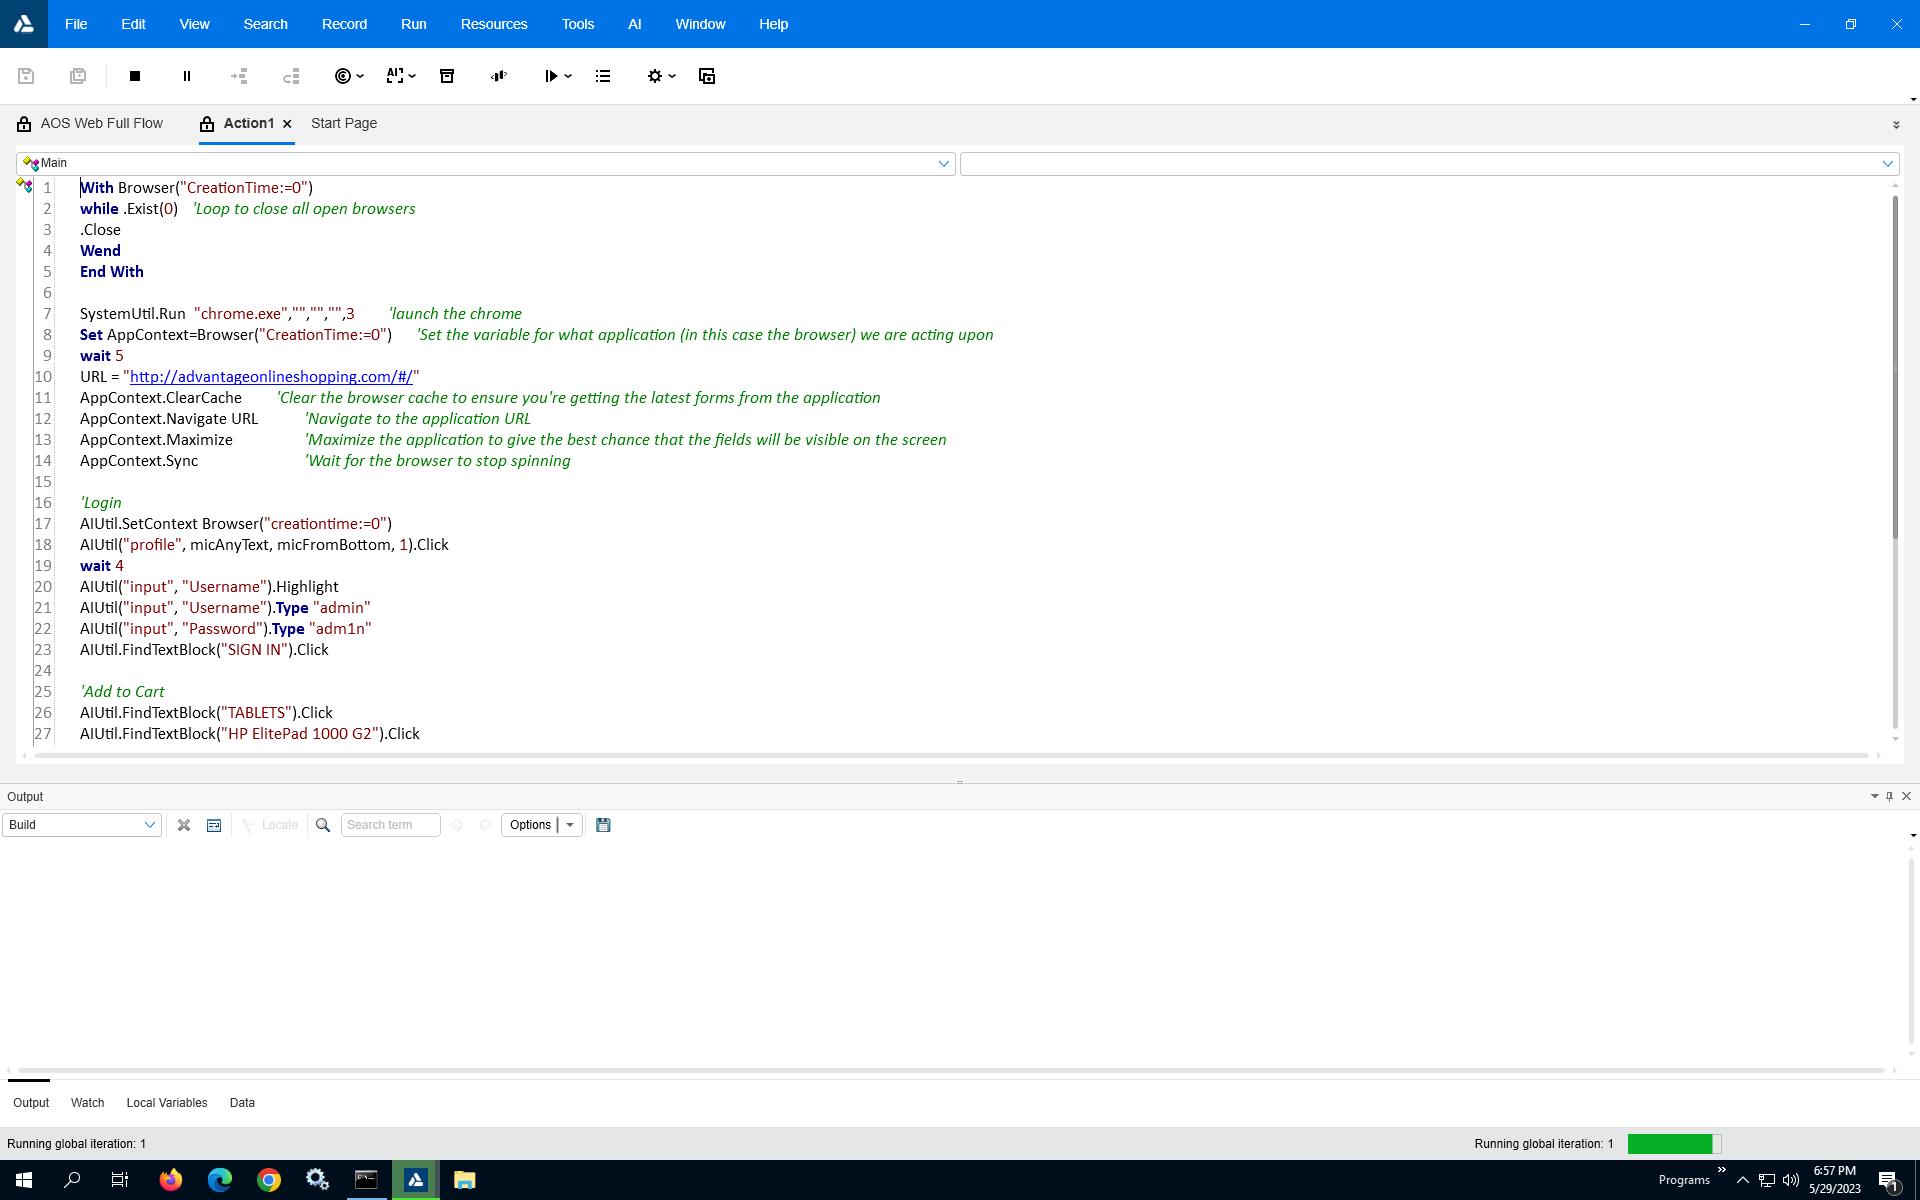 File Edit View Search Record Run Resources Tools AI Window Help
AI
AOS Web Full Flow Action1 Start Page
Main
1 With Browser("CreationTime:=0")
2 while .Exist(0) 'Loop to close all open browsers
3 .Close
4 Wend
5 End With
6
7 SystemUtil.Run "chrome.exe","","","",3 'launch the chrome
8 Set AppContext=Browser("CreationTime:=0") 'Set the variable for what application (in this case the browser) we are acting upon
9 wait 5
10 URL = "http://advantageonlineshopping.com/#/"
11 AppContext.ClearCache 'Clear the browser cache to ensure you're getting the latest forms from the application
12 AppContext.Navigate URL 'Navigate to the application URL
13 AppContext.Maximize 'Maximize the application to give the best chance that the fields will be visible on the screen
14 AppContext.Sync 'Wait for the browser to stop spinning
15
16 'Login
17 AIUtil.SetContext Browser("creationtime:=0")
18 AIUtil("profile", micAnyText, micFromBottom, 1).Click
19 wait 4
20 AIUtil("input", "Username").Highlight
21 AIUtil("input", "Username").Type "admin"
22 AIUtil("input", "Password").Type "adm1n"
23 AIUtil.FindTextBlock("SIGN IN").Click
24
25 'Add to Cart
26 AIUtil.FindTextBlock("TABLETS").Click
27 AIUtil.FindTextBlock("HP ElitePad 1000 G2").Click
Output
Build Locate Search term Options
Output Watch Local Variables Data
Running global iteration: 1 Running global iteration: 1
Programs 6:57 PM
5/29/2023 1